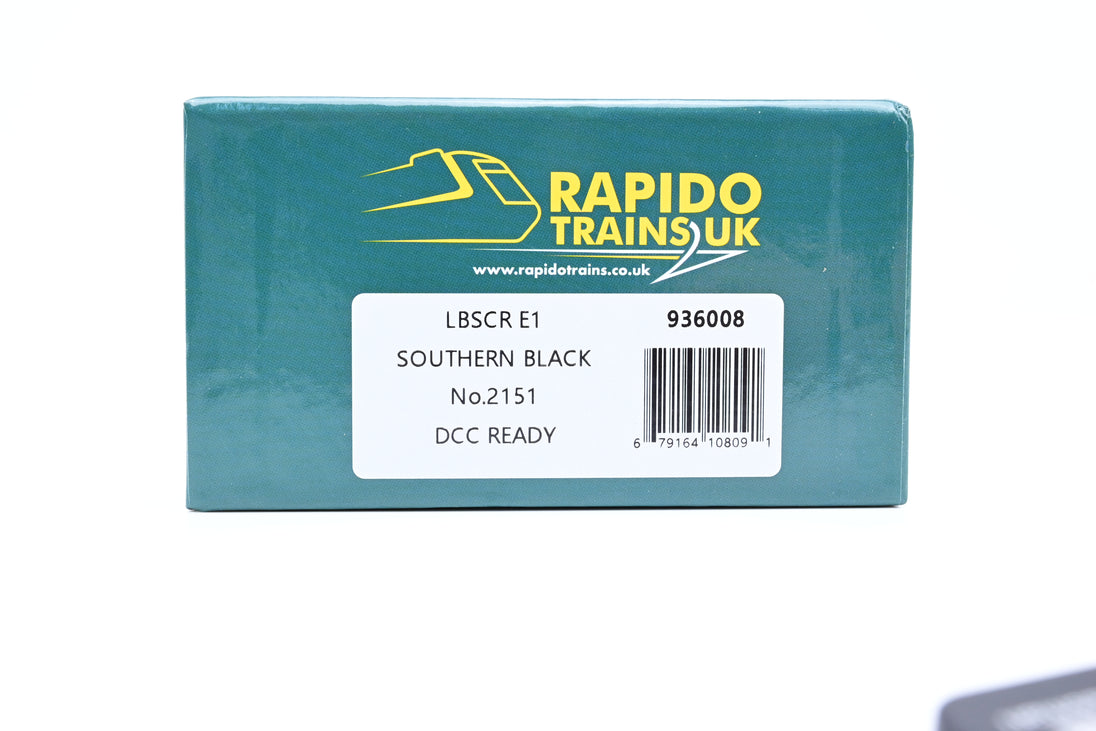 RAPIDO
TRAINS UK
www.rapidotrains.co.uk
LBSCR E1
936008
SOUTHERN BLACK
No.2151
DCC READY
6 79164 10809 1